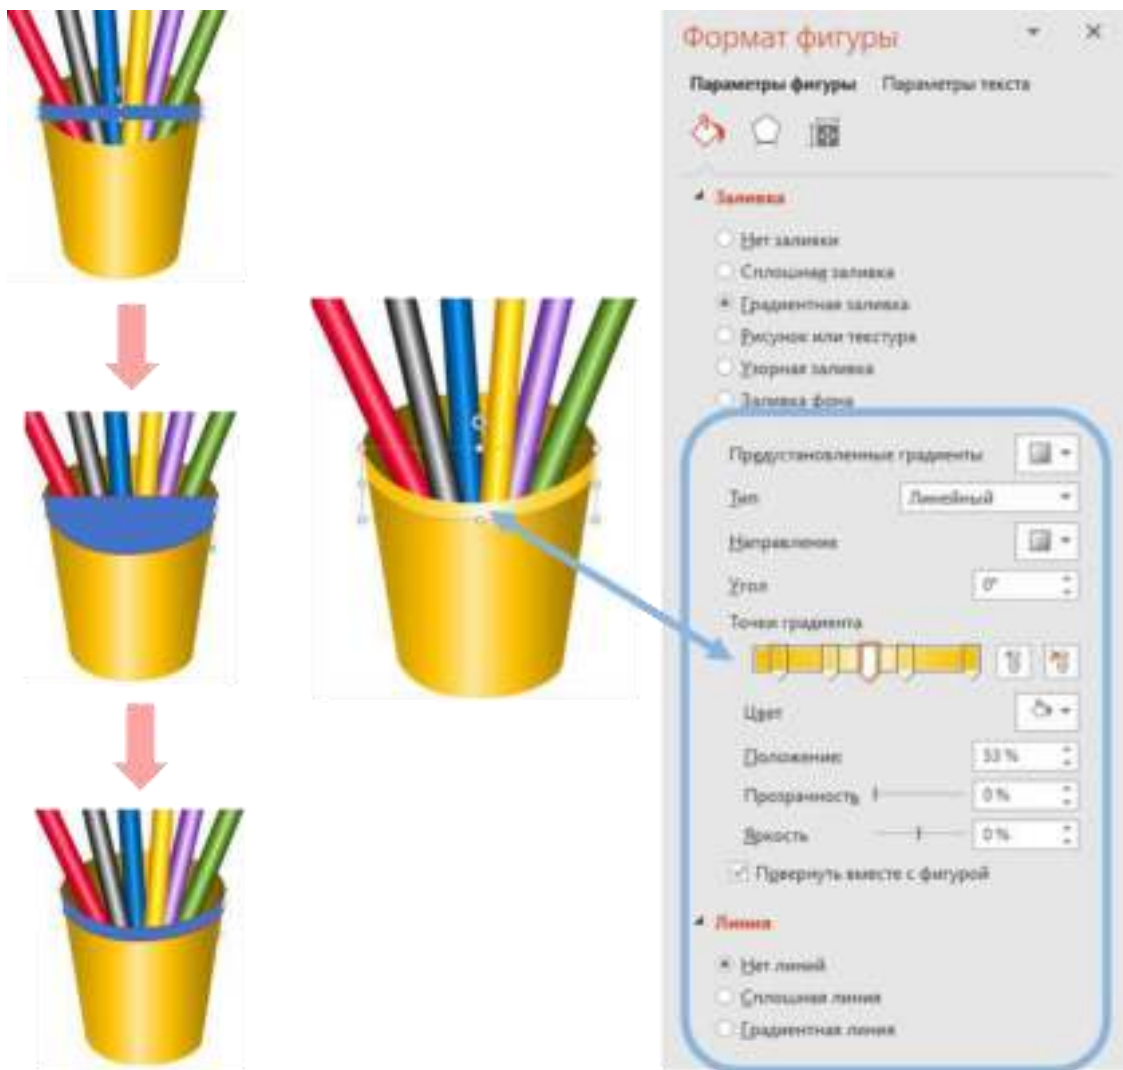 Формат фигуры
Параметры фигуры Параметры текста
Заливка
Нет заливки
Сплошная заливка
Градиентная заливка
Рисунок или текстура
Узорная заливка
Заливка фона
Предустановленные градиенты
Тип Линейный
Направление
Угол 0°
Точки градиента
Цвет
Положение: 53 %
Прозрачность 0 %
Яркость 0 %
Повернуть вместе с фигурой
Линия
Нет линий
Сплошная линия
Градиентная линия